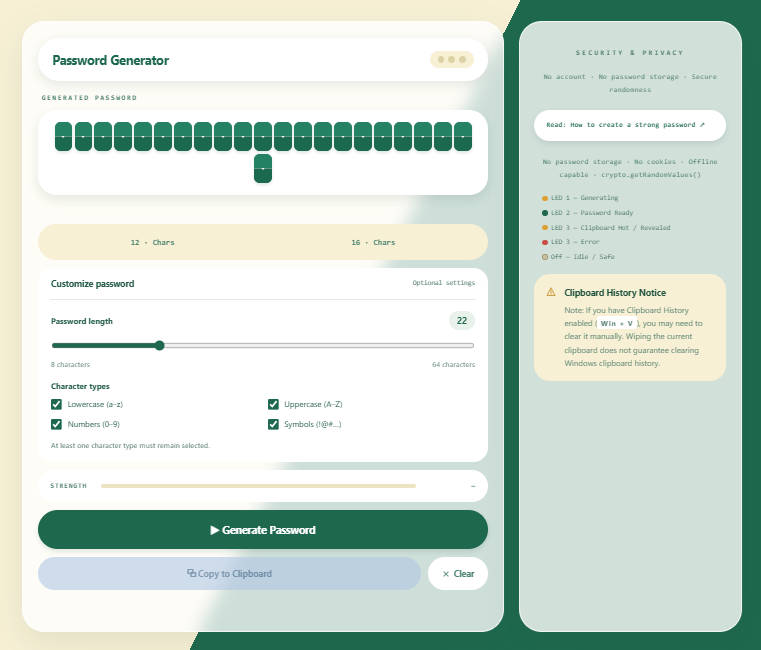 Password Generator
GENERATED PASSWORD
12 · Chars
16 · Chars
Customize password
Optional settings
Password length
22
8 characters
64 characters
Character types
Lowercase (a–z)
Uppercase (A–Z)
Numbers (0–9)
Symbols (!@#…)
At least one character type must remain selected.
STRENGTH
—
▶ Generate Password
Copy to Clipboard
× Clear
SECURITY & PRIVACY
No account · No password storage · Secure
randomness
Read: How to create a strong password ↗
No password storage · No cookies · Offline
capable · crypto.getRandomValues()
LED 1 — Generating
LED 2 — Password Ready
LED 3 — Clipboard Hot / Revealed
LED 3 — Error
Off — idle / Safe
⚠ Clipboard History Notice
Note: If you have Clipboard History
enabled ( Win + V ), you may need to
clear it manually. Wiping the current
clipboard does not guarantee clearing
Windows clipboard history.